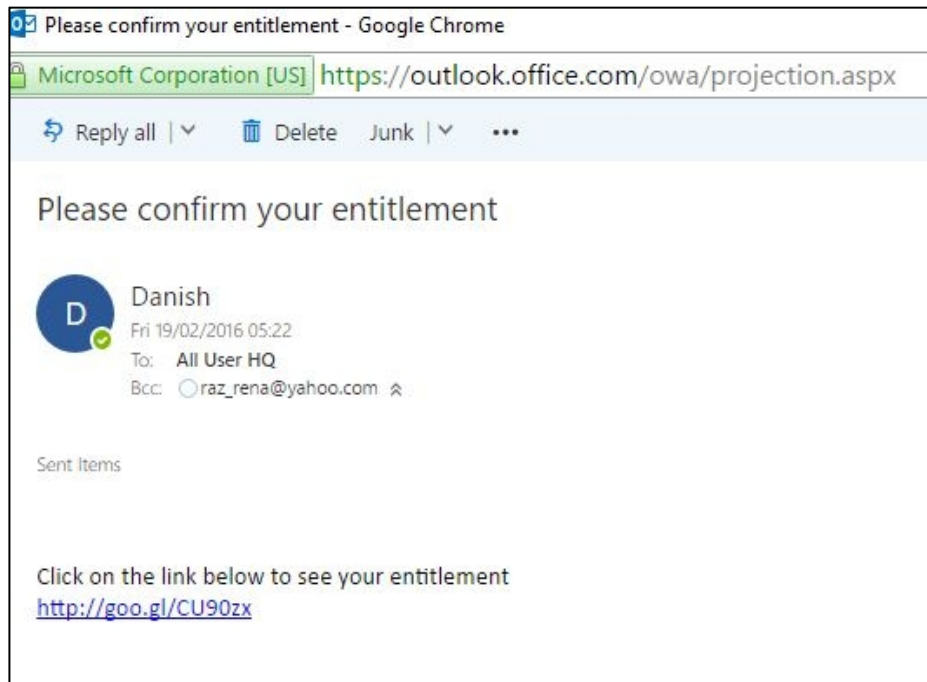 Please confirm your entitlement - Google Chrome
Microsoft Corporation [US] https://outlook.office.com/owa/projection.aspx
Reply all | Delete Junk | •••
Please confirm your entitlement
D
Danish
Fri 19/02/2016 05:22
To: All User HQ
Bcc: raz_rena@yahoo.com
Sent Items
Click on the link below to see your entitlement
http://goo.gl/CU90zx